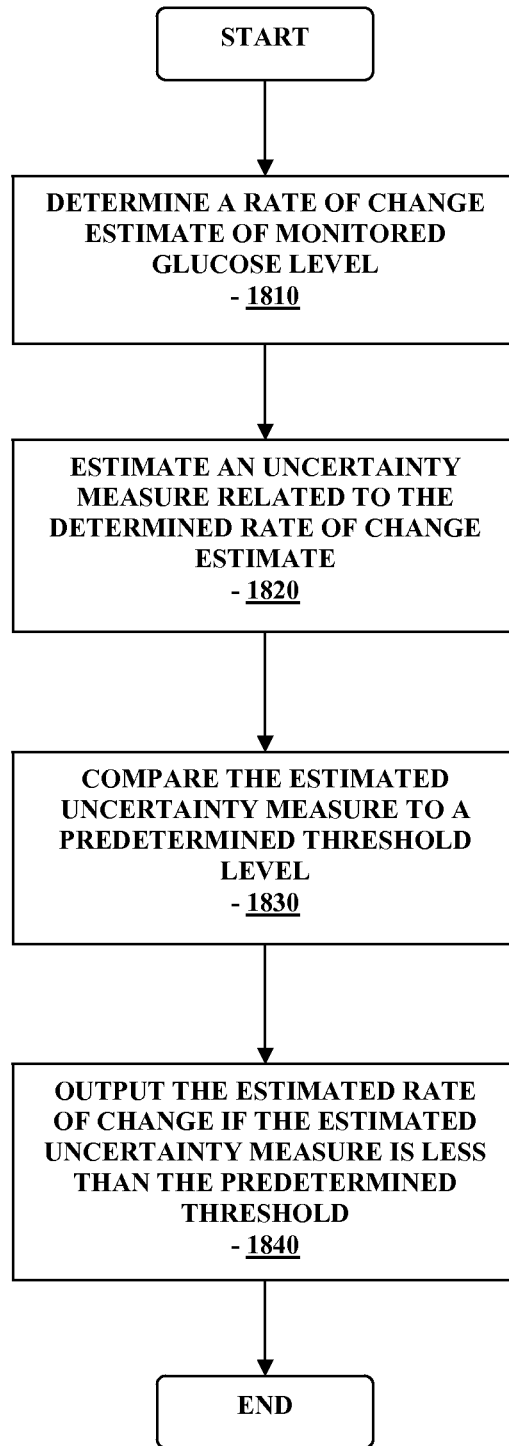 START
DETERMINE A RATE OF CHANGE
ESTIMATE OF MONITORED
GLUCOSE LEVEL
- 1810
ESTIMATE AN UNCERTAINTY
MEASURE RELATED TO THE
DETERMINED RATE OF CHANGE
ESTIMATE
- 1820
COMPARE THE ESTIMATED
UNCERTAINTY MEASURE TO A
PREDETERMINED THRESHOLD
LEVEL
- 1830
OUTPUT THE ESTIMATED RATE
OF CHANGE IF THE ESTIMATED
UNCERTAINTY MEASURE IS LESS
THAN THE PREDETERMINED
THRESHOLD
- 1840
END